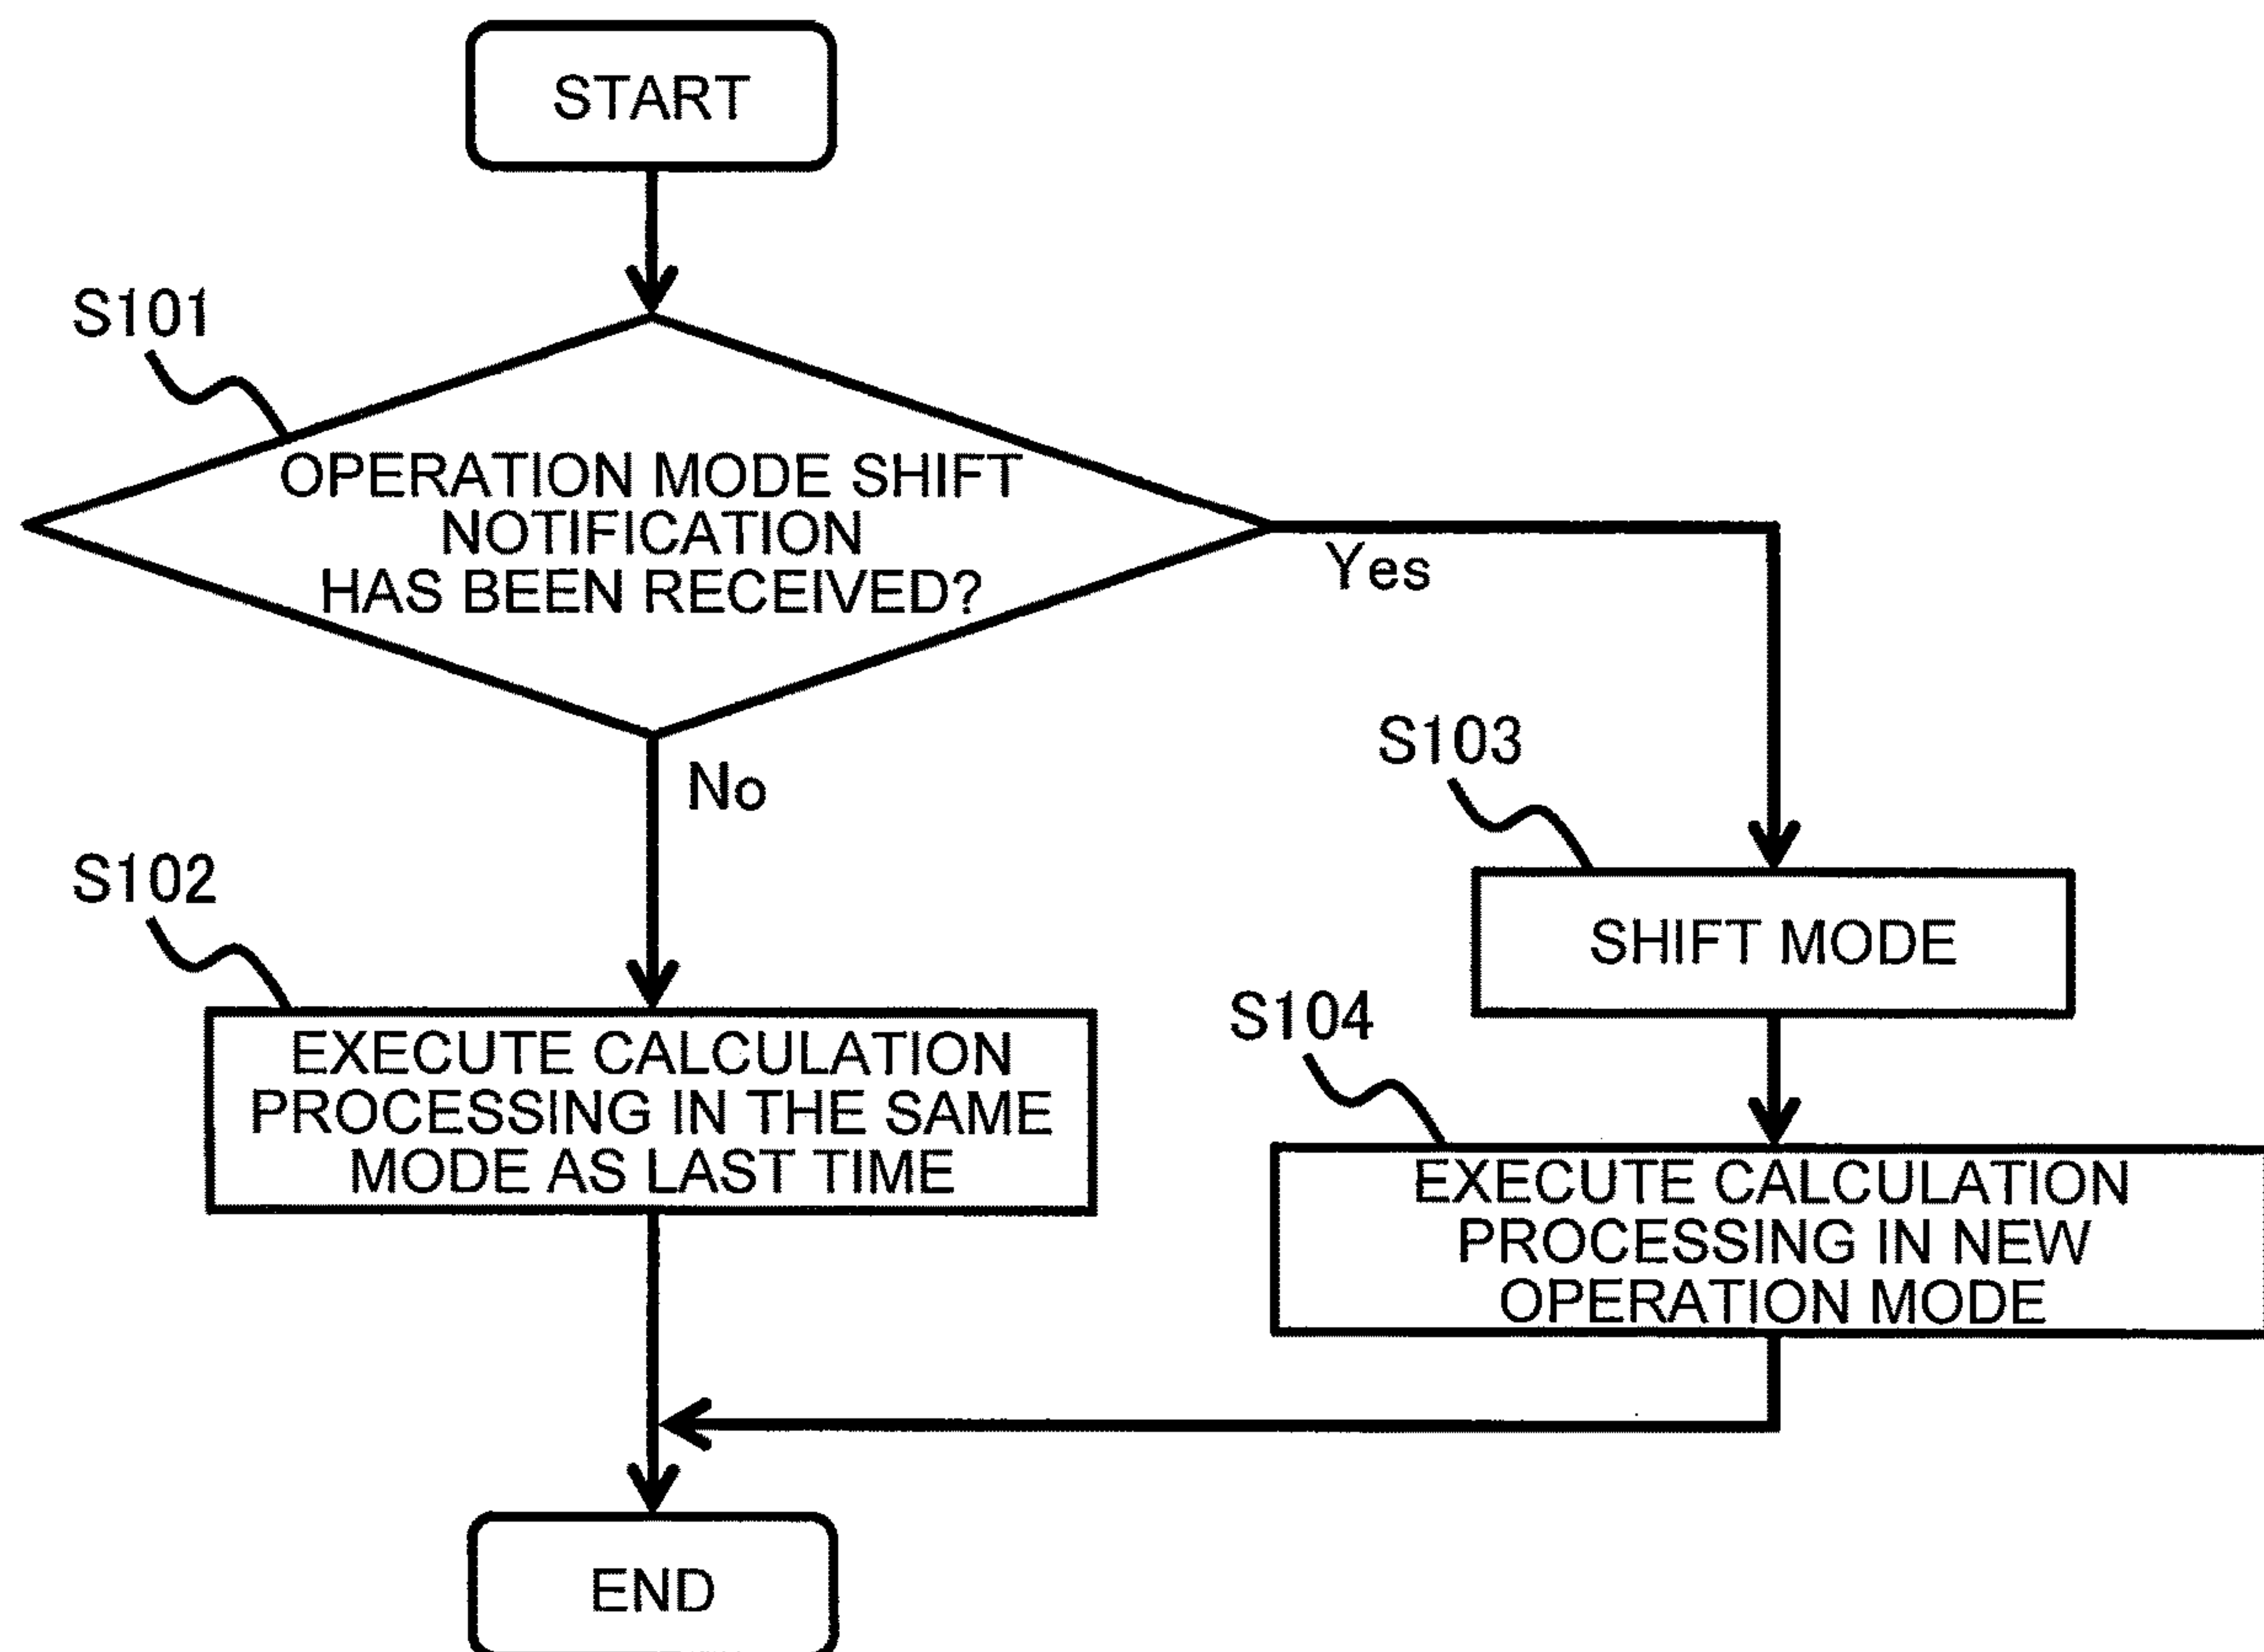 START
S101
OPERATION MODE SHIFT
NOTIFICATION
HAS BEEN RECEIVED?
Yes
No
S102
EXECUTE CALCULATION
PROCESSING IN THE SAME
MODE AS LAST TIME
S103
SHIFT MODE
S104
EXECUTE CALCULATION
PROCESSING IN NEW
OPERATION MODE
END